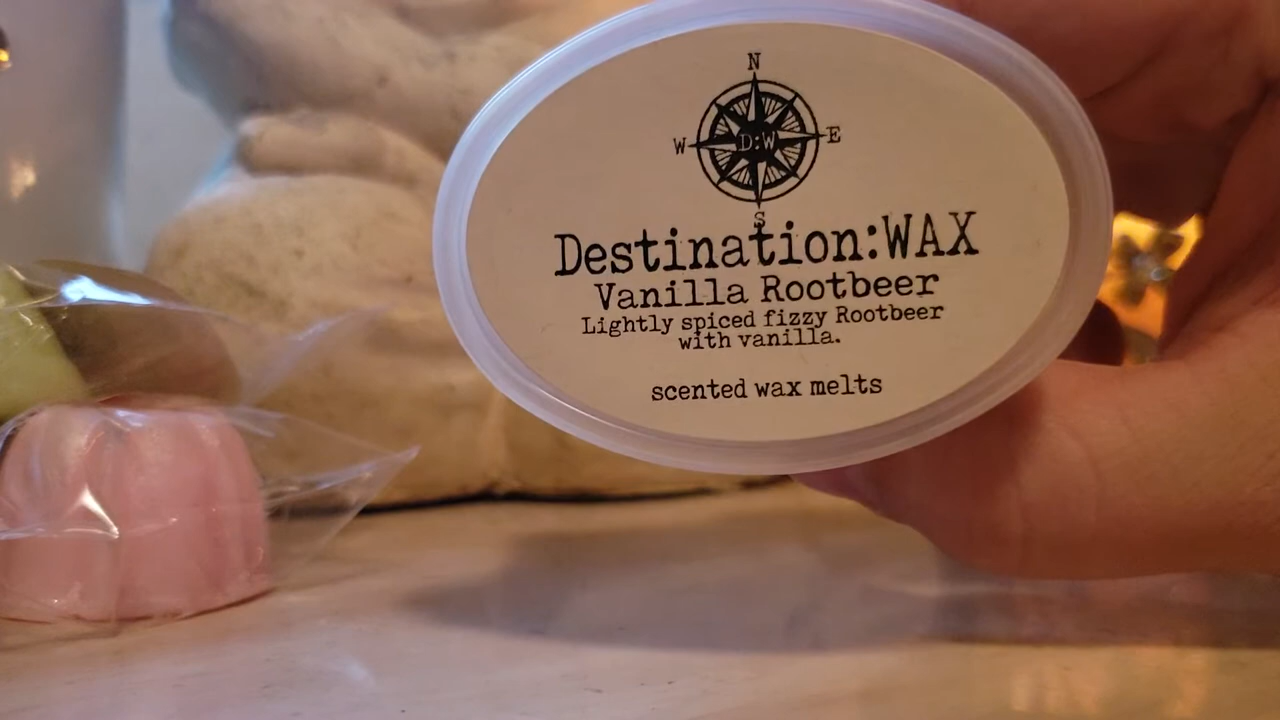 N
W D:W E
S
Destination:WAX
Vanilla Rootbeer
Lightly spiced fizzy Rootbeer
with vanilla.
scented wax melts